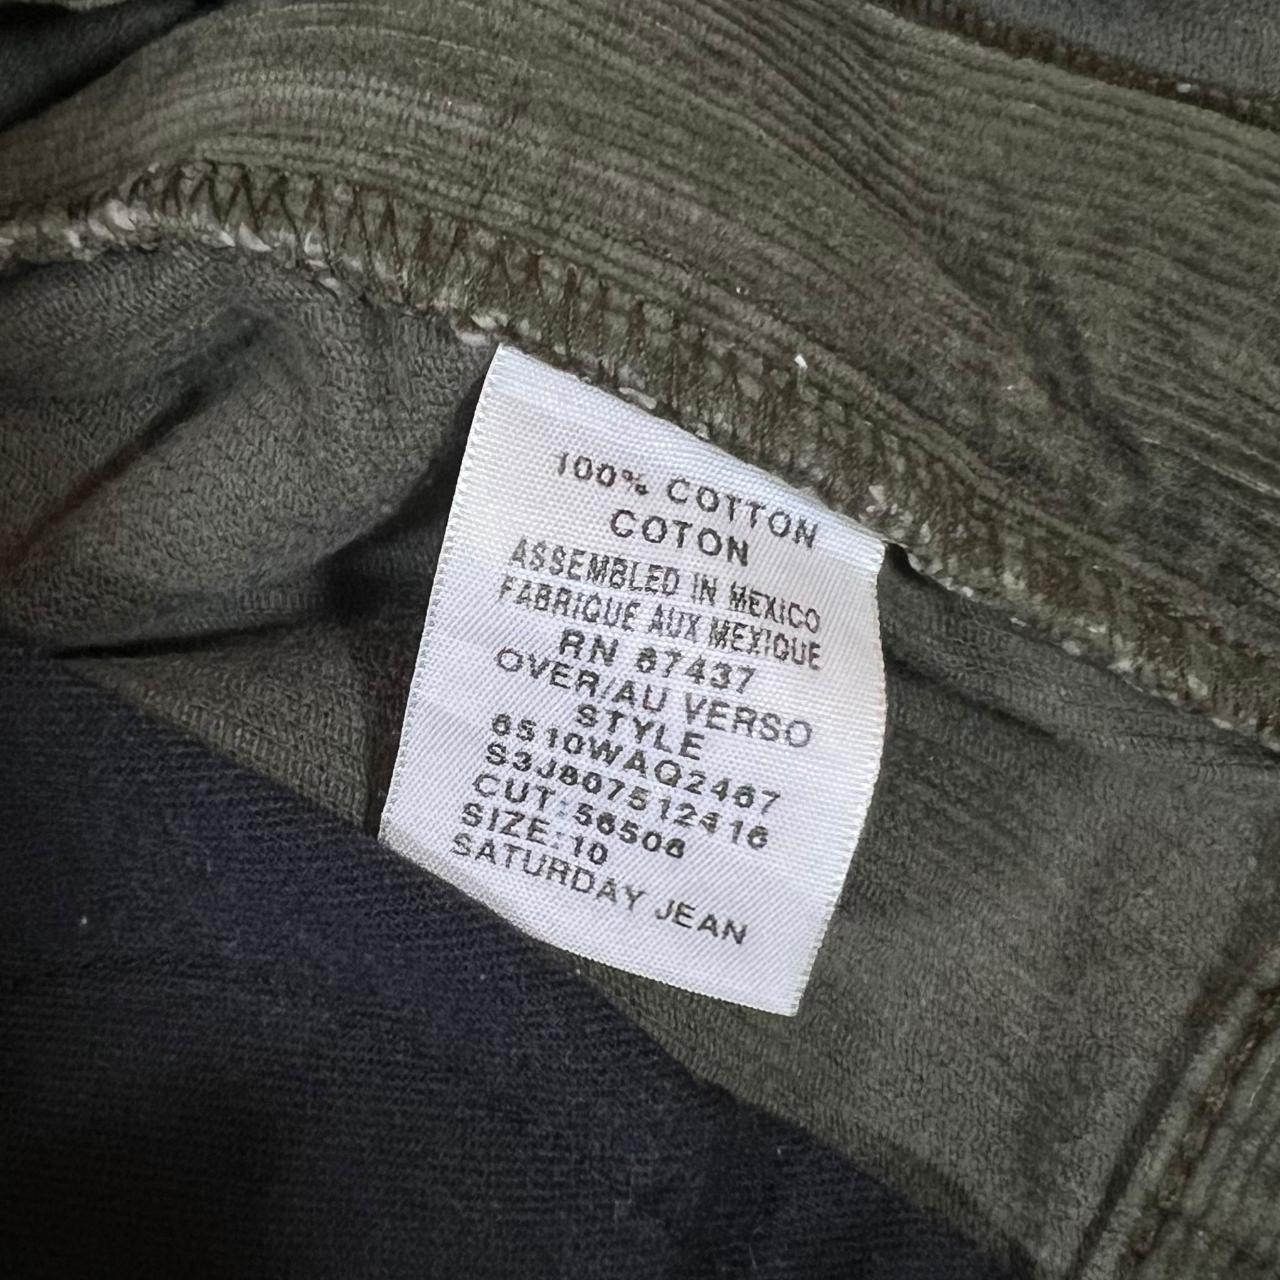 100% COTTON
COTON
ASSEMBLED IN MEXICO
FABRIQUE AUX MEXIQUE
RN 67437
OVER/AU VERSO
STYLE
6510WAQ2467
S3J807512416
CUT:56506
SIZE:10
SATURDAY JEAN